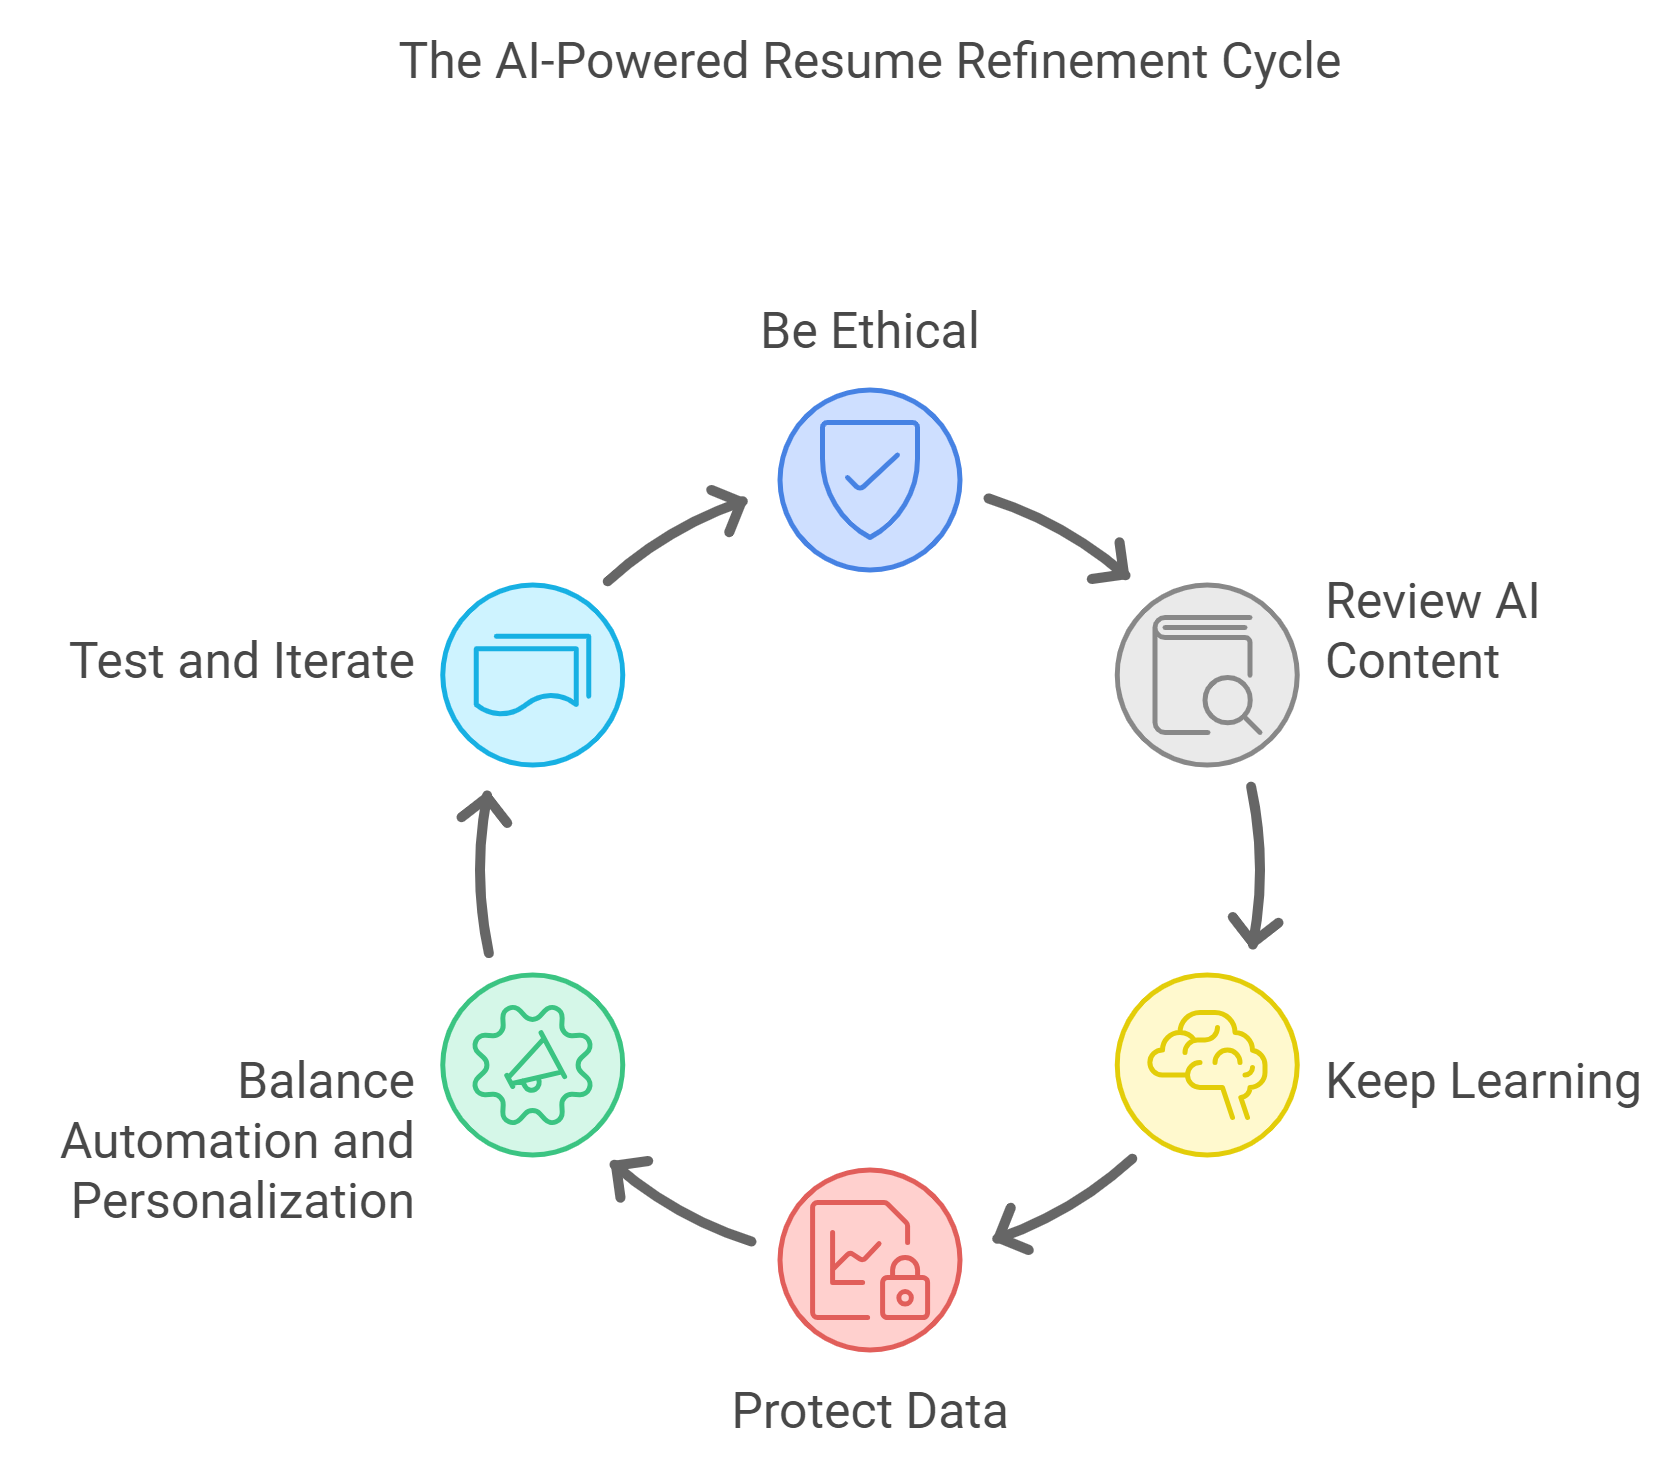 The AI-Powered Resume Refinement Cycle
Be Ethical
Review AI
Content
Keep Learning
Protect Data
Balance
Automation and
Personalization
Test and Iterate